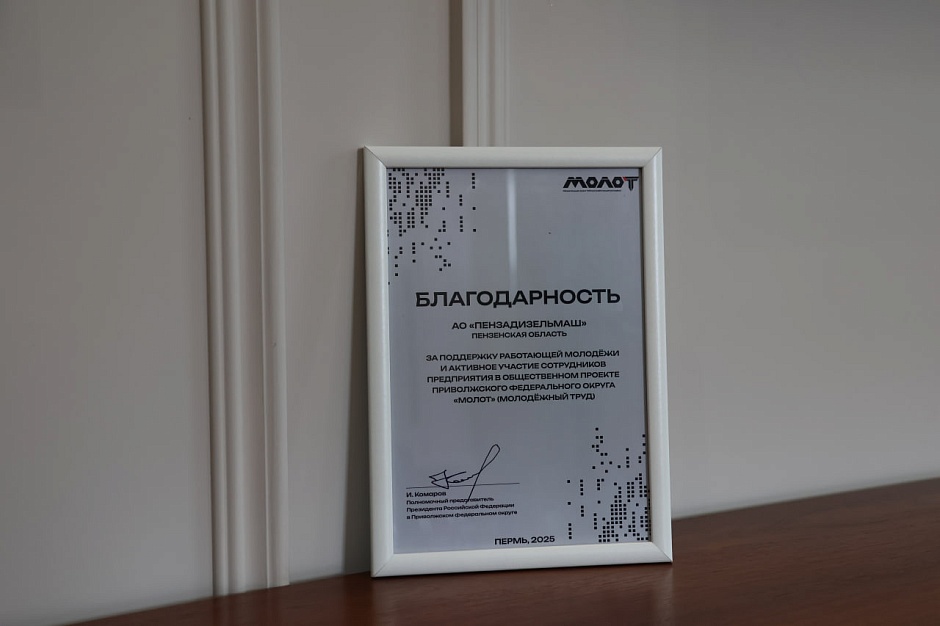 МОЛОТ
БЛАГОДАРНОСТЬ
АО «ПЕНЗАДИЗЕЛЬМАШ»
ПЕНЗЕНСКАЯ ОБЛАСТЬ
ЗА ПОДДЕРЖКУ РАБОТАЮЩЕЙ МОЛОДЁЖИ
И АКТИВНОЕ УЧАСТИЕ СОТРУДНИКОВ
ПРЕДПРИЯТИЯ В ОБЩЕСТВЕННОМ ПРОЕКТЕ
ПРИВОЛЖСКОГО ФЕДЕРАЛЬНОГО ОКРУГА
«МОЛОТ» (МОЛОДЁЖНЫЙ ТРУД)
И. Комаров
Полномочный представитель
Президента Российской Федерации
в Приволжском федеральном округе
ПЕРМЬ, 2025